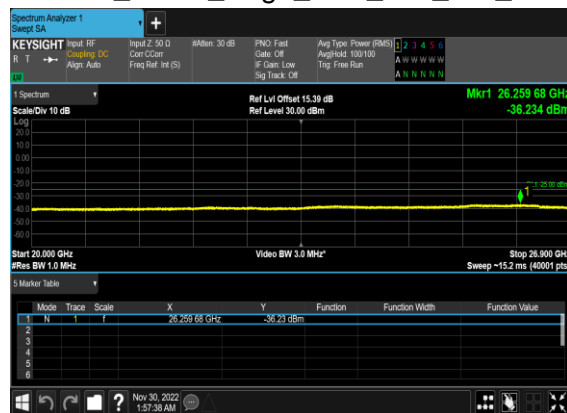 Spectrum Analyzer 1
Swept SA
+
KEYSIGHT Input: RF Input Z: 50 Ω #Atten: 30 dB PNO: Fast Avg Type: Power (RMS) 1 2 3 4 5 6
R T Coupling: DC Corr CCorr Gate: Off Avg|Hold: 100/100 A W W W W W
Align: Auto Freq Ref: Int (S) IF Gain: Low Trig: Free Run
Sig Track: Off A N N N N N
1 Spectrum Ref Lvl Offset 15.39 dB Mkr1 26.259 68 GHz
Scale/Div 10 dB Ref Level 30.00 dBm -36.234 dBm
Log
20.0
10.0
0.00
-10.0
-20.0
-30.0
-40.0
-50.0
-60.0
1
Start 20.000 GHz Video BW 3.0 MHz* Stop 26.900 GHz
#Res BW 1.0 MHz Sweep ~15.2 ms (40001 pts)
5 Marker Table
Mode Trace Scale X Y Function Function Width Function Value
1 N 1 f 26.259 68 GHz -36.23 dBm
2
3
4
5
6
? Nov 30, 2022
1:57:38 AM